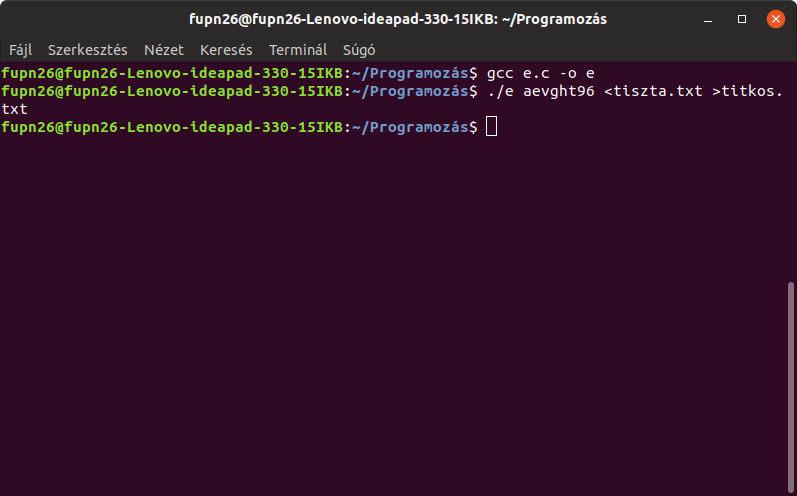 fupn26@fupn26-Lenovo-ideapad-330-15IKB: ~/Programozás
Fájl Szerkesztés Nézet Keresés Terminál Súgó
fupn26@fupn26-Lenovo-ideapad-330-15IKB:~/Programozás$ gcc e.c -o e
fupn26@fupn26-Lenovo-ideapad-330-15IKB:~/Programozás$ ./e aevght96 <tiszta.txt >titkos.
txt
fupn26@fupn26-Lenovo-ideapad-330-15IKB:~/Programozás$